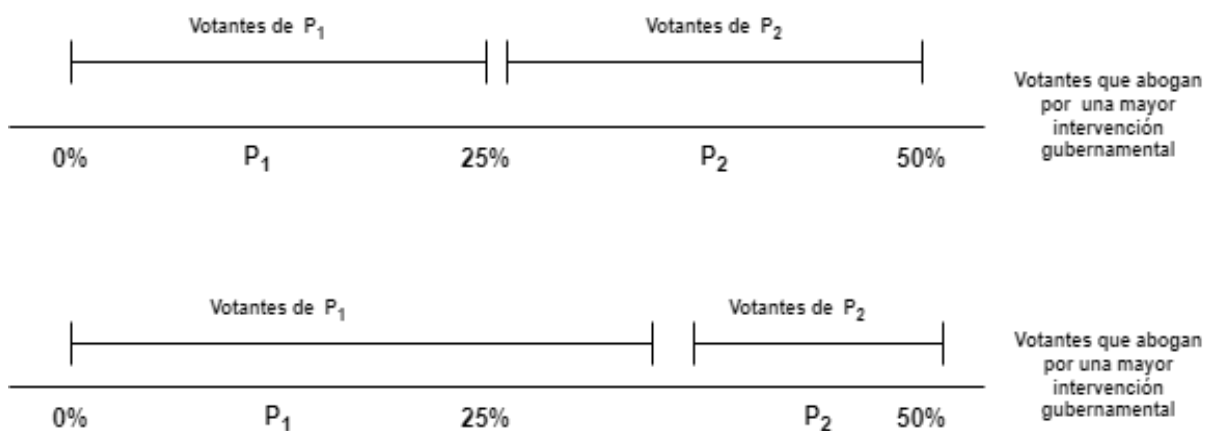 Votantes de P₁ Votantes de P₂
Votantes que abogan
por una mayor
intervención
gubernamental
0% P₁ 25% P₂ 50%
Votantes de P₁ Votantes de P₂
Votantes que abogan
por una mayor
intervención
gubernamental
0% P₁ 25% P₂ 50%